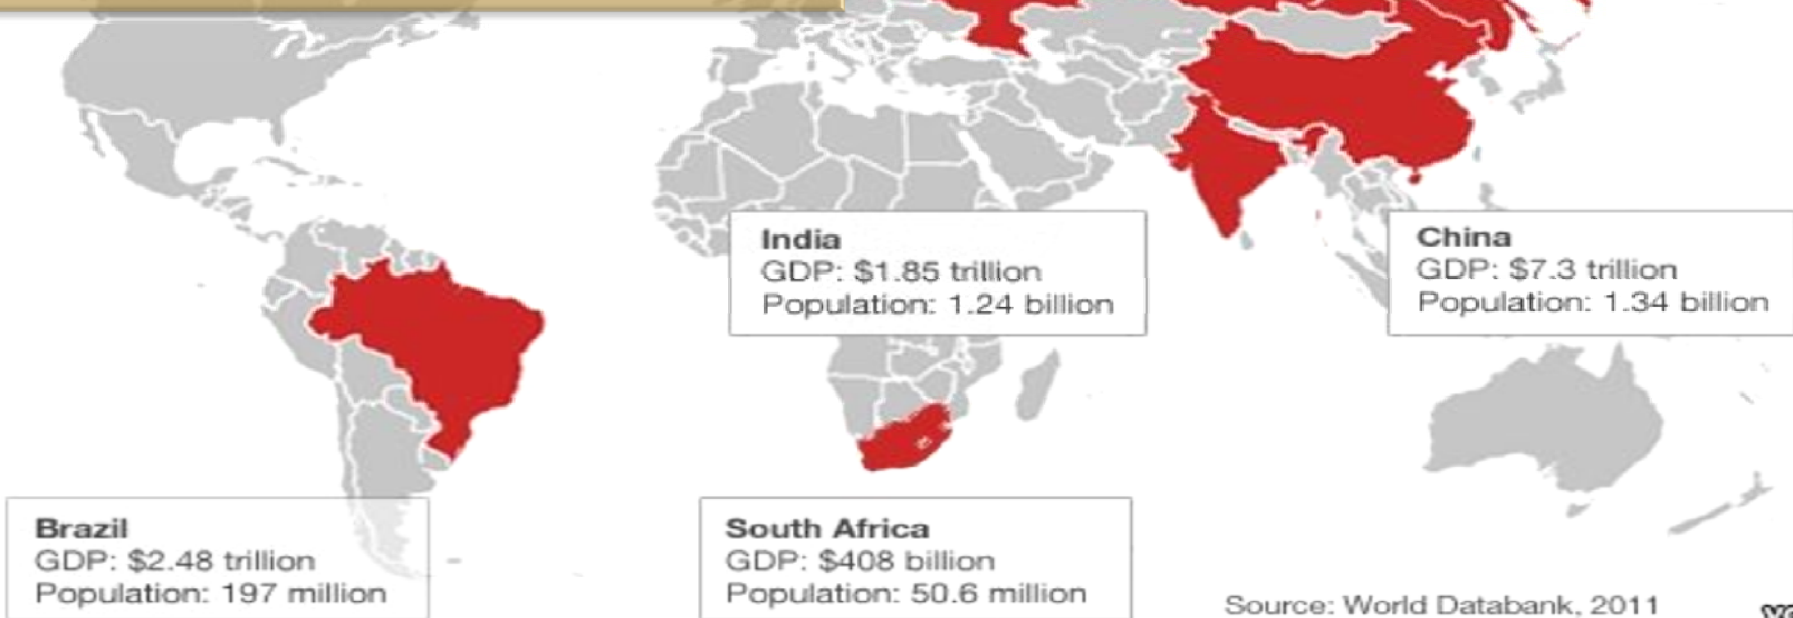 India
GDP: $1.85 trillion
Population: 1.24 billion
China
GDP: $7.3 trillion
Population: 1.34 billion
Brazil
GDP: $2.48 trillion
Population: 197 million
South Africa
GDP: $408 billion
Population: 50.6 million
Source: World Databank, 2011